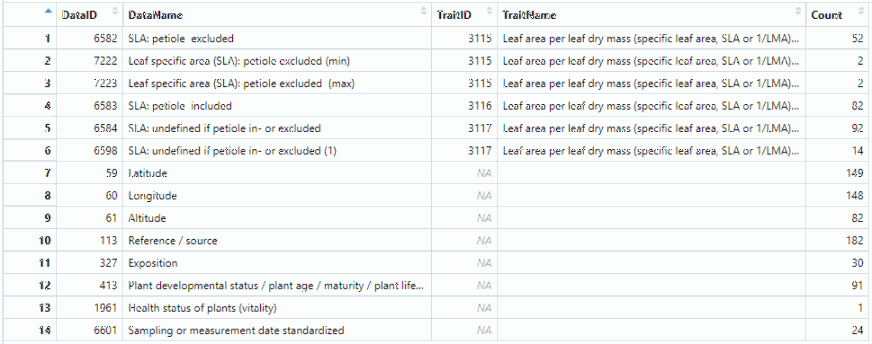 DataID DataName TraitID TraitName Count
1 6582 SLA: petiole excluded 3115 Leaf area per leaf dry mass (specific leaf area, SLA or 1/LMA)... 52
2 7222 Leaf specific area (SLA): petiole excluded (min) 3115 Leaf area per leaf dry mass (specific leaf area, SLA or 1/LMA)... 2
3 7223 Leaf specific area (SLA): petiole excluded (max) 3115 Leaf area per leaf dry mass (specific leaf area, SLA or 1/LMA)... 2
4 6583 SLA: petiole included 3116 Leaf area per leaf dry mass (specific leaf area, SLA or 1/LMA)... 82
5 6584 SLA: undefined if petiole in- or excluded 3117 Leaf area per leaf dry mass (specific leaf area, SLA or 1/LMA)... 92
6 6598 SLA: undefined if petiole in- or excluded (1) 3117 Leaf area per leaf dry mass (specific leaf area, SLA or 1/LMA)... 14
7 59 Latitude NA 149
8 60 Longitude NA 148
9 61 Altitude NA 82
10 113 Reference / source NA 182
11 327 Exposition NA 30
12 413 Plant developmental status / plant age / maturity / plant life... NA 91
13 1961 Health status of plants (vitality) NA 1
14 6601 Sampling or measurement date standardized NA 24